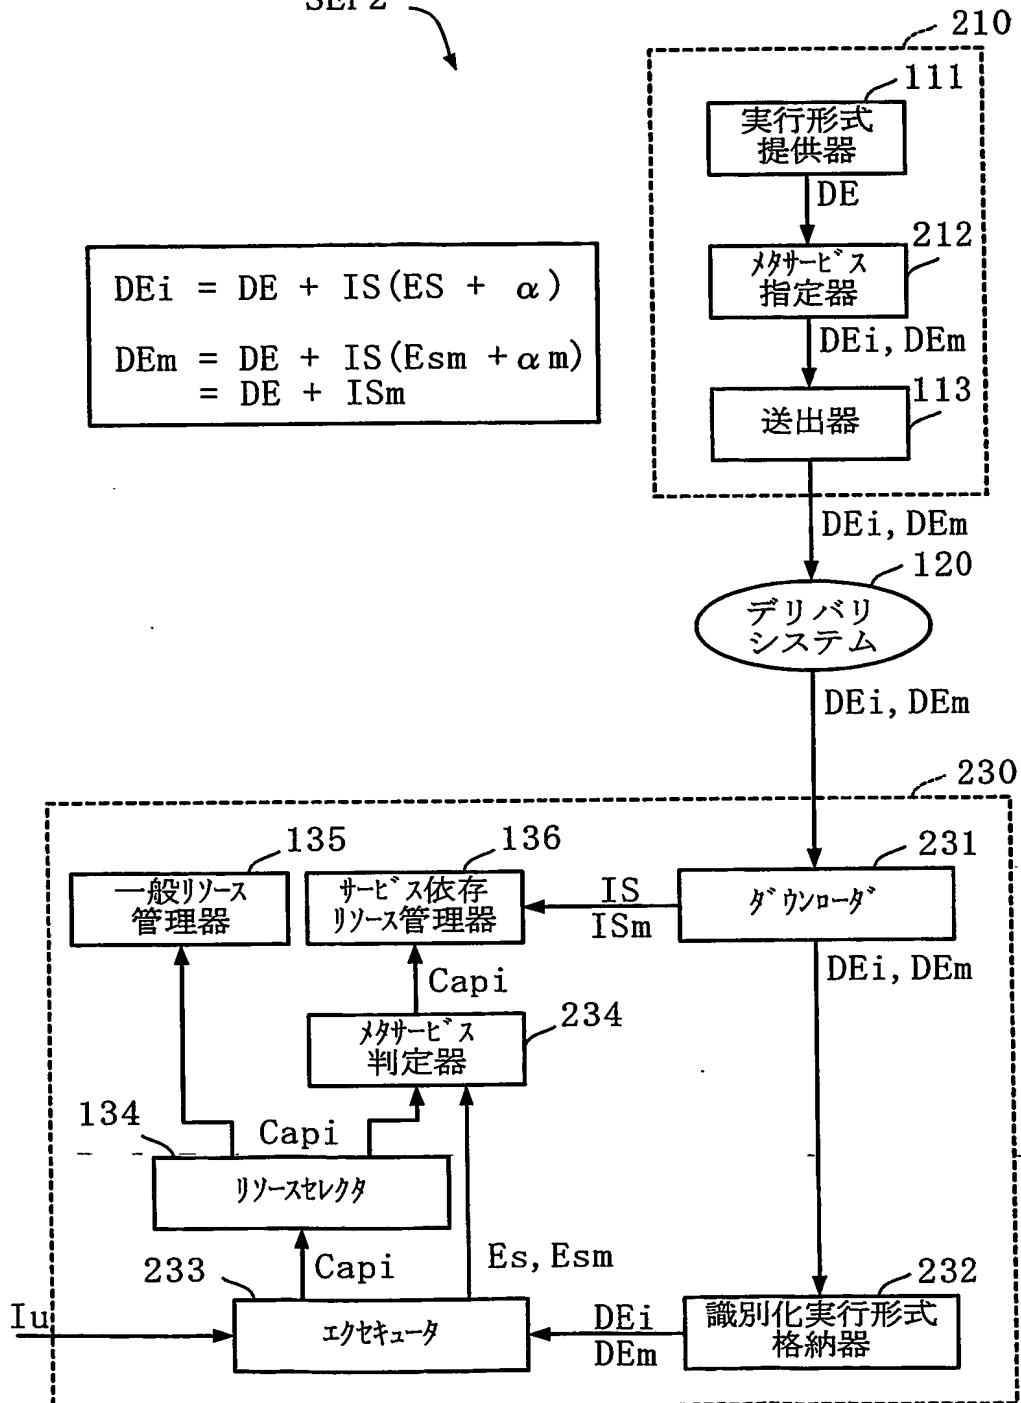 SEP2
210
111
実行形式
提供器
DE
212
メタサービス
指定器
DEi, DEm
113
送出器
DEi = DE + IS(ES + α)
DEm = DE + IS(Esm + αm)
= DE + ISm
DEi, DEm
120
デリバリ
システム
DEi, DEm
230
135
一般リソース
管理器
136
サービス依存
リソース管理器
IS
ISm
231
ダウンローダ
Capi
DEi, DEm
234
メタサービス
判定器
134
Capi
リソースセレクタ
233
Capi
Es, Esm
232
Iu
エクセキュータ
DEi
DEm
識別化実行形式
格納器